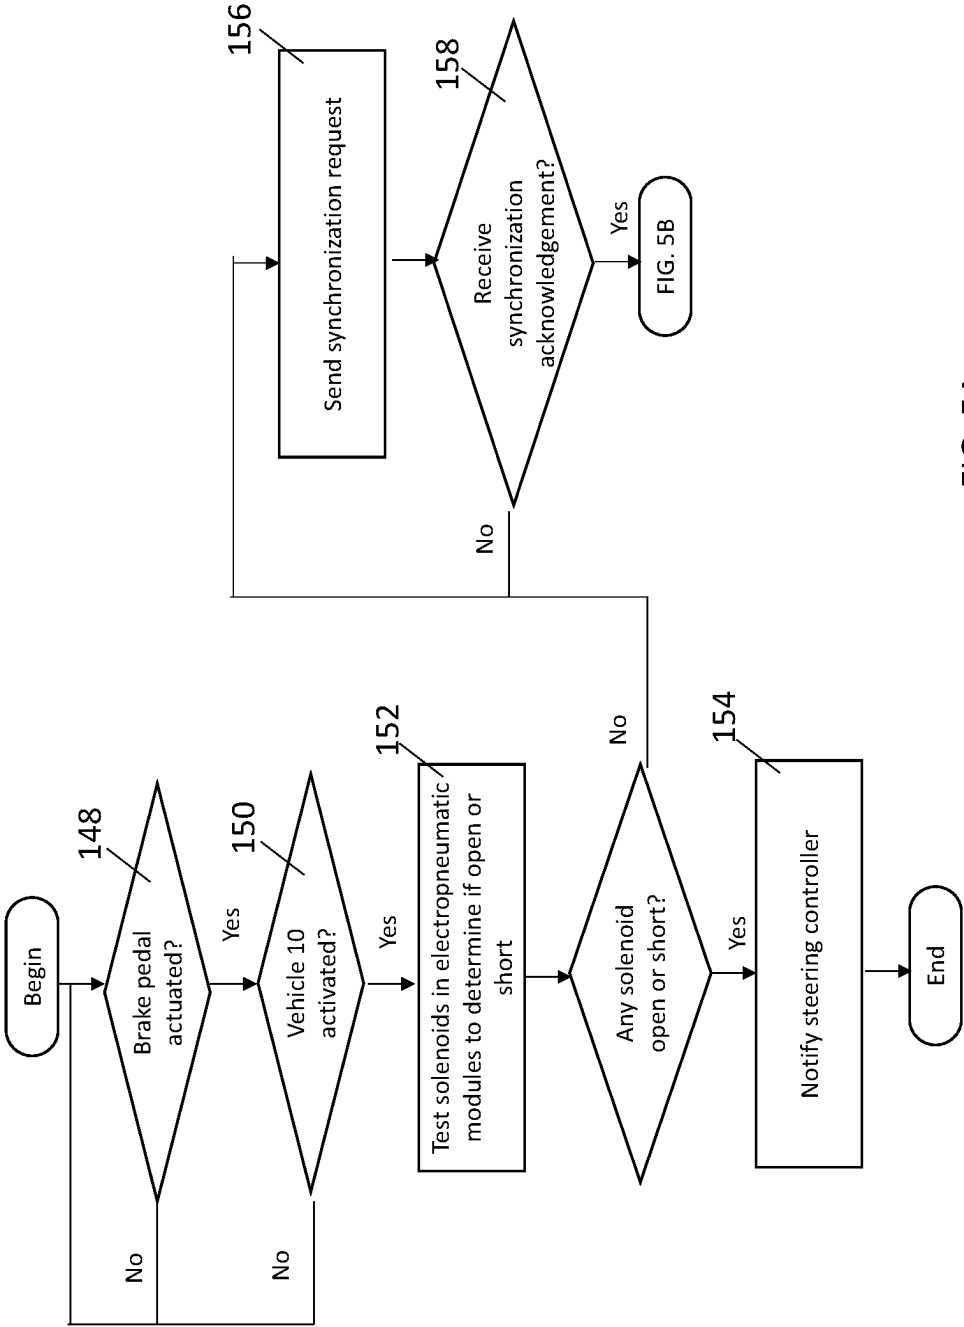 Begin
148
Brake pedal
actuated?
No
Yes
150
Vehicle 10
activated?
No
Yes
152
Test solenoids in electropneumatic
modules to determine if open or
short
Any solenoid
open or short?
No
Yes
154
Notify steering controller
End
156
Send synchronization request
158
Receive
synchronization
acknowledgement?
No
Yes
FIG. 5B